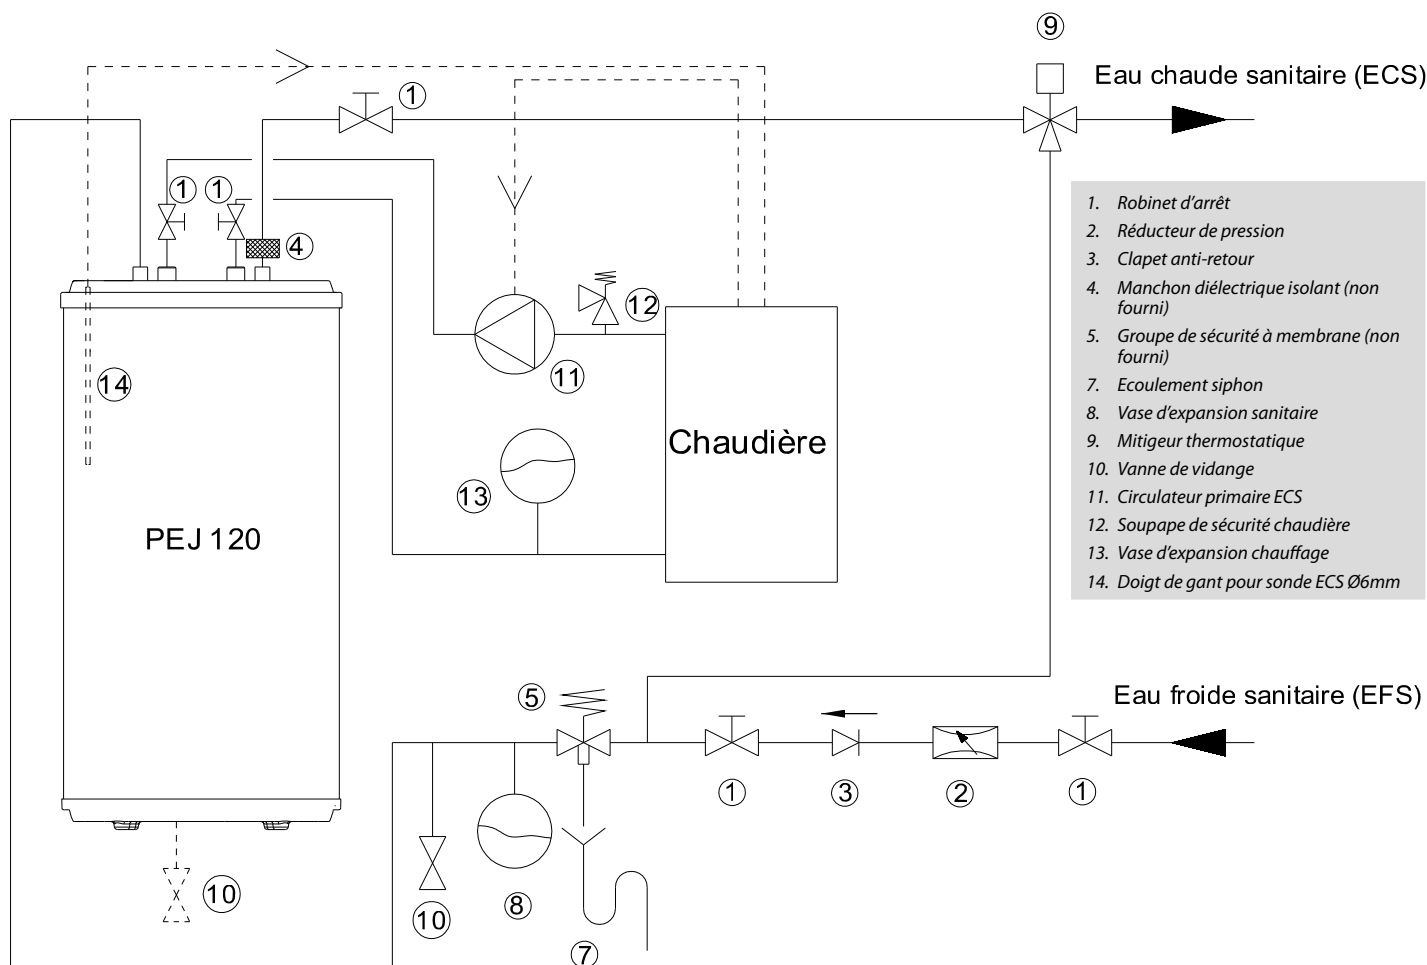 9
Eau chaude sanitaire (ECS)
1
1
1
4
1. Robinet d'arrêt
2. Réducteur de pression
3. Clapet anti-retour
4. Manchon diélectrique isolant (non
fourni)
5. Groupe de sécurité à membrane (non
fourni)
7. Ecoulement siphon
8. Vase d'expansion sanitaire
9. Mitigeur thermostatique
10. Vanne de vidange
11. Circulateur primaire ECS
12. Soupape de sécurité chaudière
13. Vase d'expansion chauffage
14. Doigt de gant pour sonde ECS Ø6mm
12
11
14
Chaudière
13
PEJ 120
5
Eau froide sanitaire (EFS)
1
3
2
1
10
8
10
7